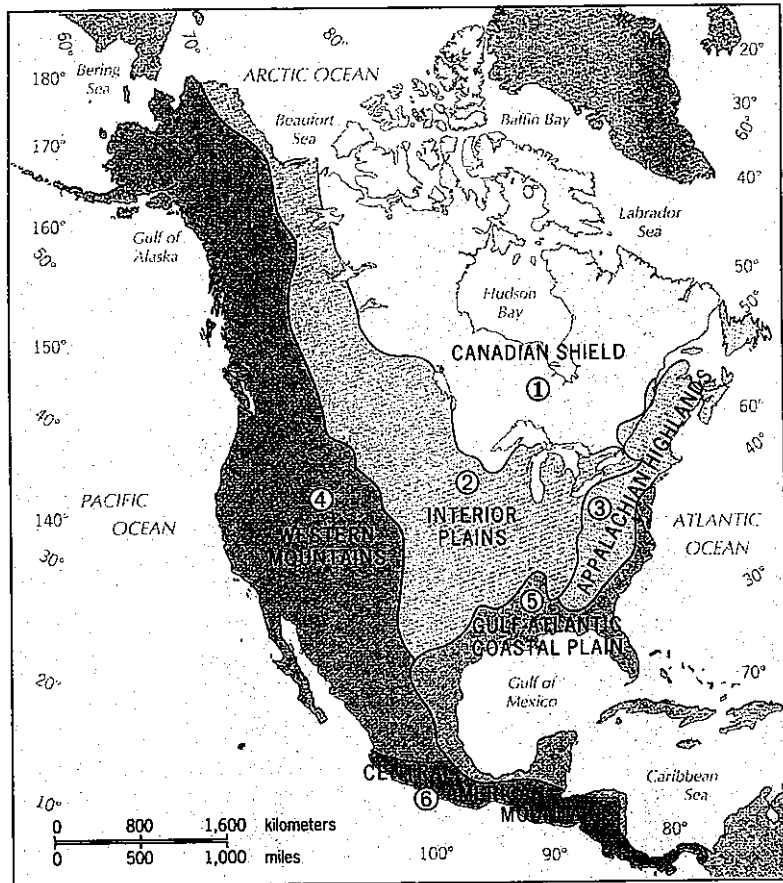 60°
70°
80°
20°
Bering
Sea
180°
ARCTIC OCEAN
30°
Beaufort
Sea
Baffin Bay
60°
170°
40°
160°
Gulf of
Alaska
Labrador
Sea
50°
50°
Hudson
Bay
50°
150°
CANADIAN SHIELD
1
60°
40°
40°
2
4
INTERIOR
PLAINS
3
APPALACHIAN HIGHLANDS
PACIFIC
OCEAN
140°
WESTERN
MOUNTAINS
ATLANTIC
OCEAN
30°
30°
5
GULF-ATLANTIC
COASTAL PLAIN
20°
Gulf of
Mexico
70°
CENTRAL
AMERICAN
6
Caribbean
Sea
10°
0 800 1,600 kilometers
0 500 1,000 miles
100°
90°
80°